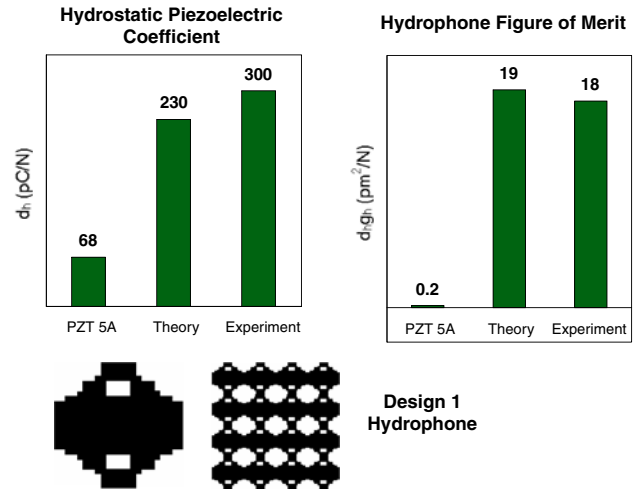 Hydrostatic Piezoelectric
Coefficient
dₕ (pC/N)
68
230
300
PZT 5A Theory Experiment
Hydrophone Figure of Merit
dₕgₕ (pm²/N)
0.2
19
18
PZT 5A Theory Experiment
Design 1
Hydrophone